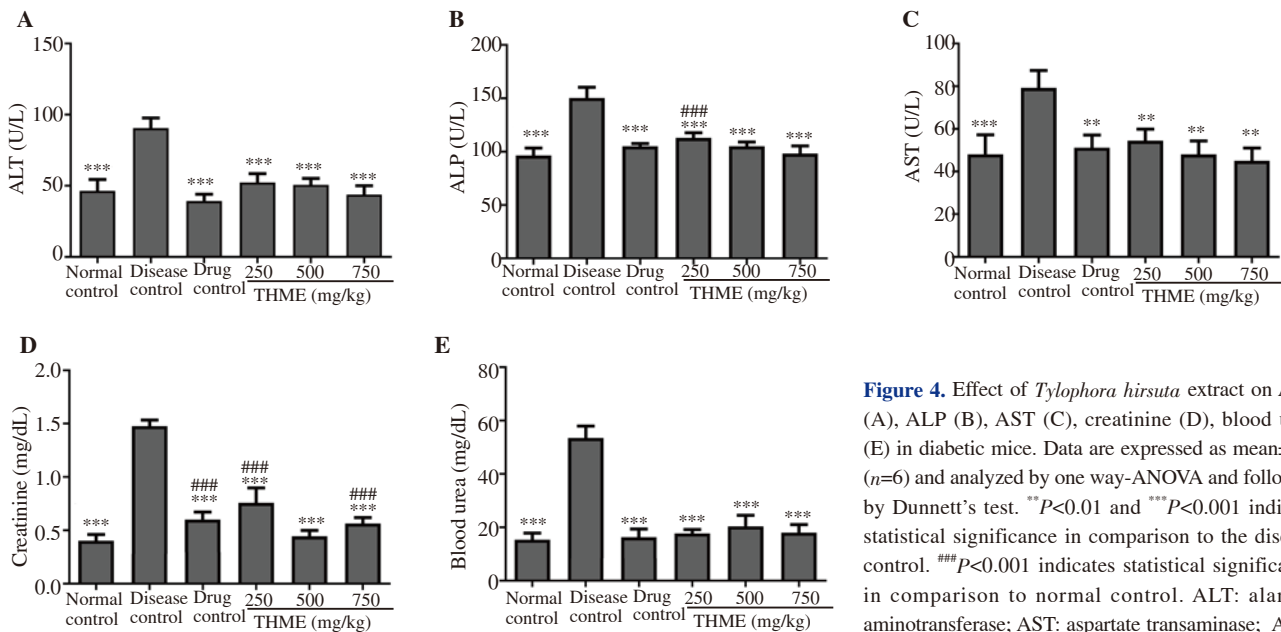 A
ALT (U/L)
150
100
50
0
***
***
***
***
***
Normal control
Disease control
Drug control
250
500
750
THME (mg/kg)
B
ALP (U/L)
200
150
100
50
0
***
***
###
***
***
***
Normal control
Disease control
Drug control
250
500
750
THME (mg/kg)
C
AST (U/L)
100
80
60
40
20
0
***
**
**
**
**
Normal control
Disease control
Drug control
250
500
750
THME (mg/kg)
D
Creatinine (mg/dL)
2.0
1.5
1.0
0.5
0.0
***
###
***
###
***
***
###
***
Normal control
Disease control
Drug control
250
500
750
THME (mg/kg)
E
Blood urea (mg/dL)
80
60
40
20
0
***
***
***
***
***
Normal control
Disease control
Drug control
250
500
750
THME (mg/kg)
Figure 4. Effect of Tylophora hirsuta extract on
(A), ALP (B), AST (C), creatinine (D), blood
(E) in diabetic mice. Data are expressed as mean±
(n=6) and analyzed by one way-ANOVA and
by Dunnett's test. **P<0.01 and ***P<0.001
statistical significance in comparison to the
control. ###P<0.001 indicates statistical
in comparison to normal control. ALT:
aminotransferase; AST: aspartate transaminase;